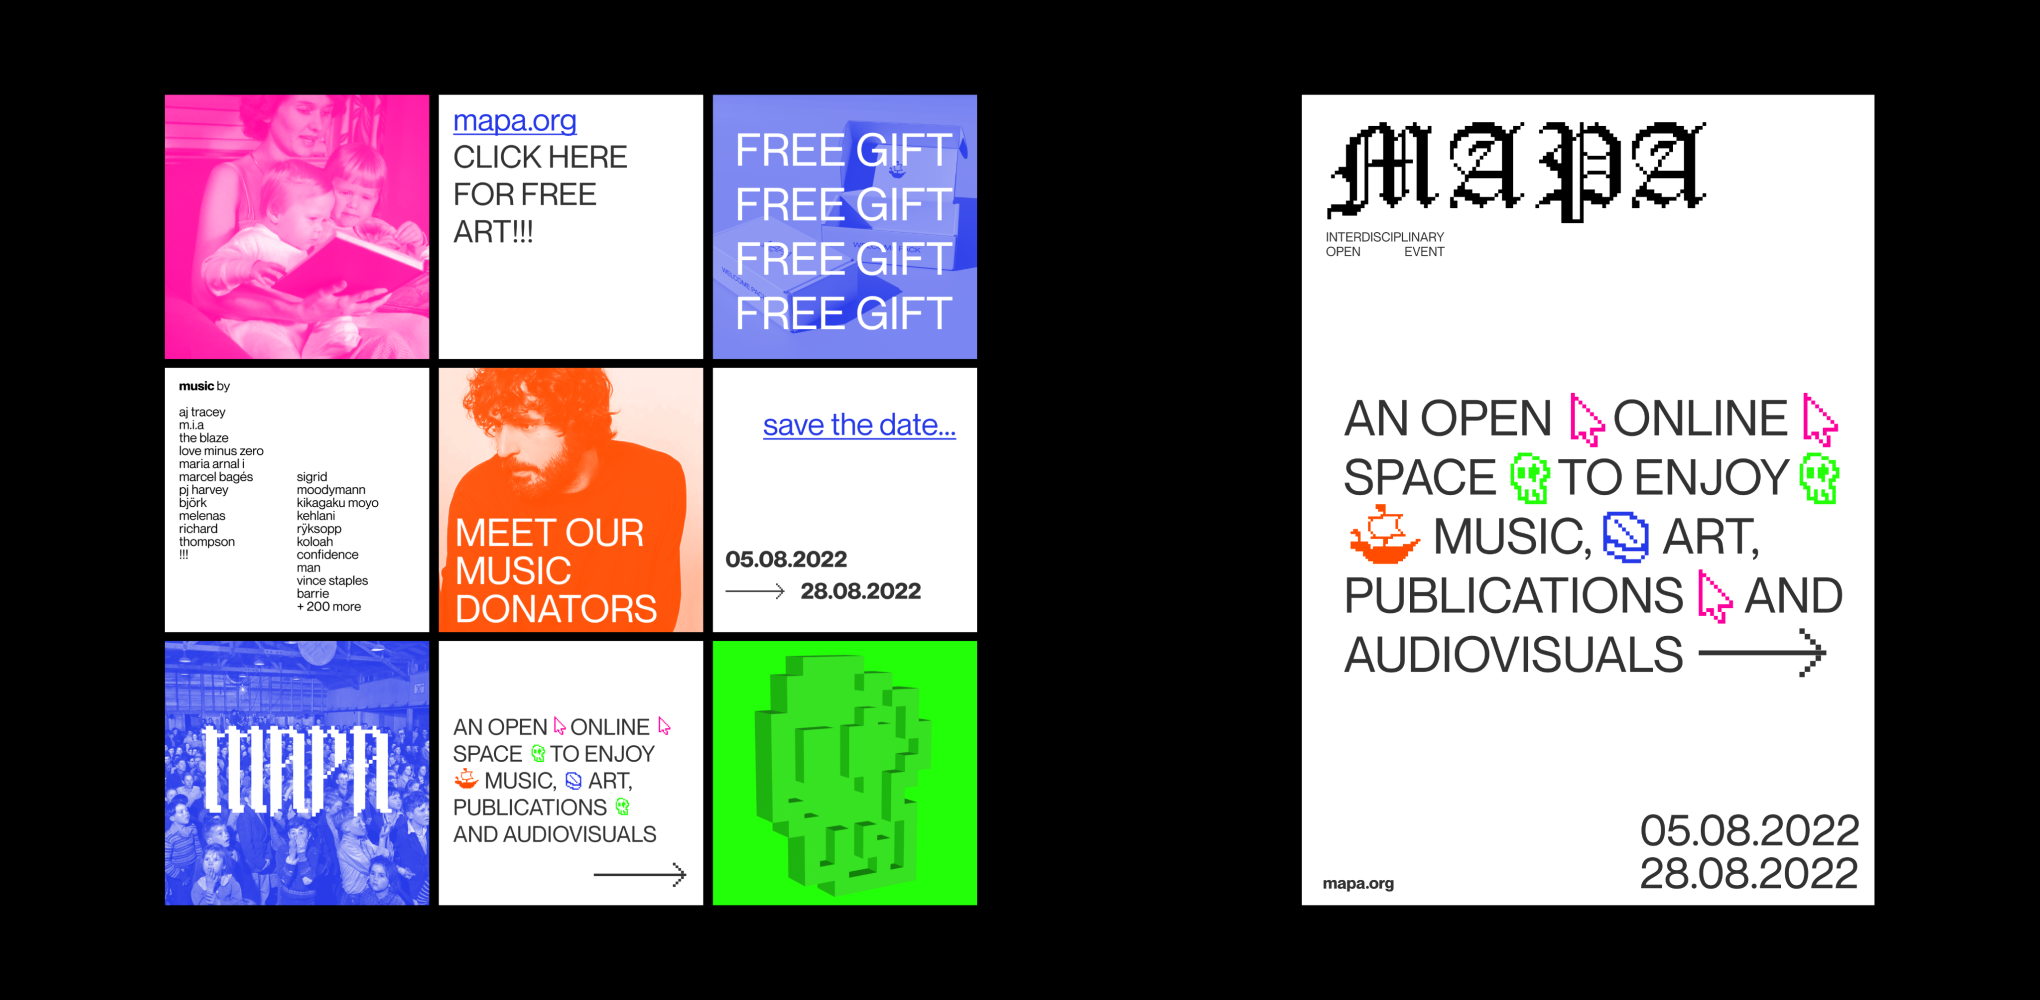 mapa.org
CLICK HERE
FOR FREE
ART!!!
FREE GIFT
FREE GIFT
FREE GIFT
FREE GIFT
WELCOME PACK
WELCOME PACK
music by
aj tracey
m.i.a
the blaze
love minus zero
maria arnal i
marcel bagés
pj harvey
björk
melenas
richard
thompson
!!!
sigrid
moodymann
kikagaku moyo
kehlani
rÿksopp
koloah
confidence
man
vince staples
barrie
+ 200 more
MEET OUR
MUSIC
DONATORS
save the date...
05.08.2022
28.08.2022
MAPA
AN OPEN ONLINE
SPACE TO ENJOY
MUSIC, ART,
PUBLICATIONS
AND AUDIOVISUALS
MAPA
INTERDISCIPLINARY
OPEN EVENT
AN OPEN ONLINE
SPACE TO ENJOY
MUSIC, ART,
PUBLICATIONS AND
AUDIOVISUALS
05.08.2022
28.08.2022
mapa.org